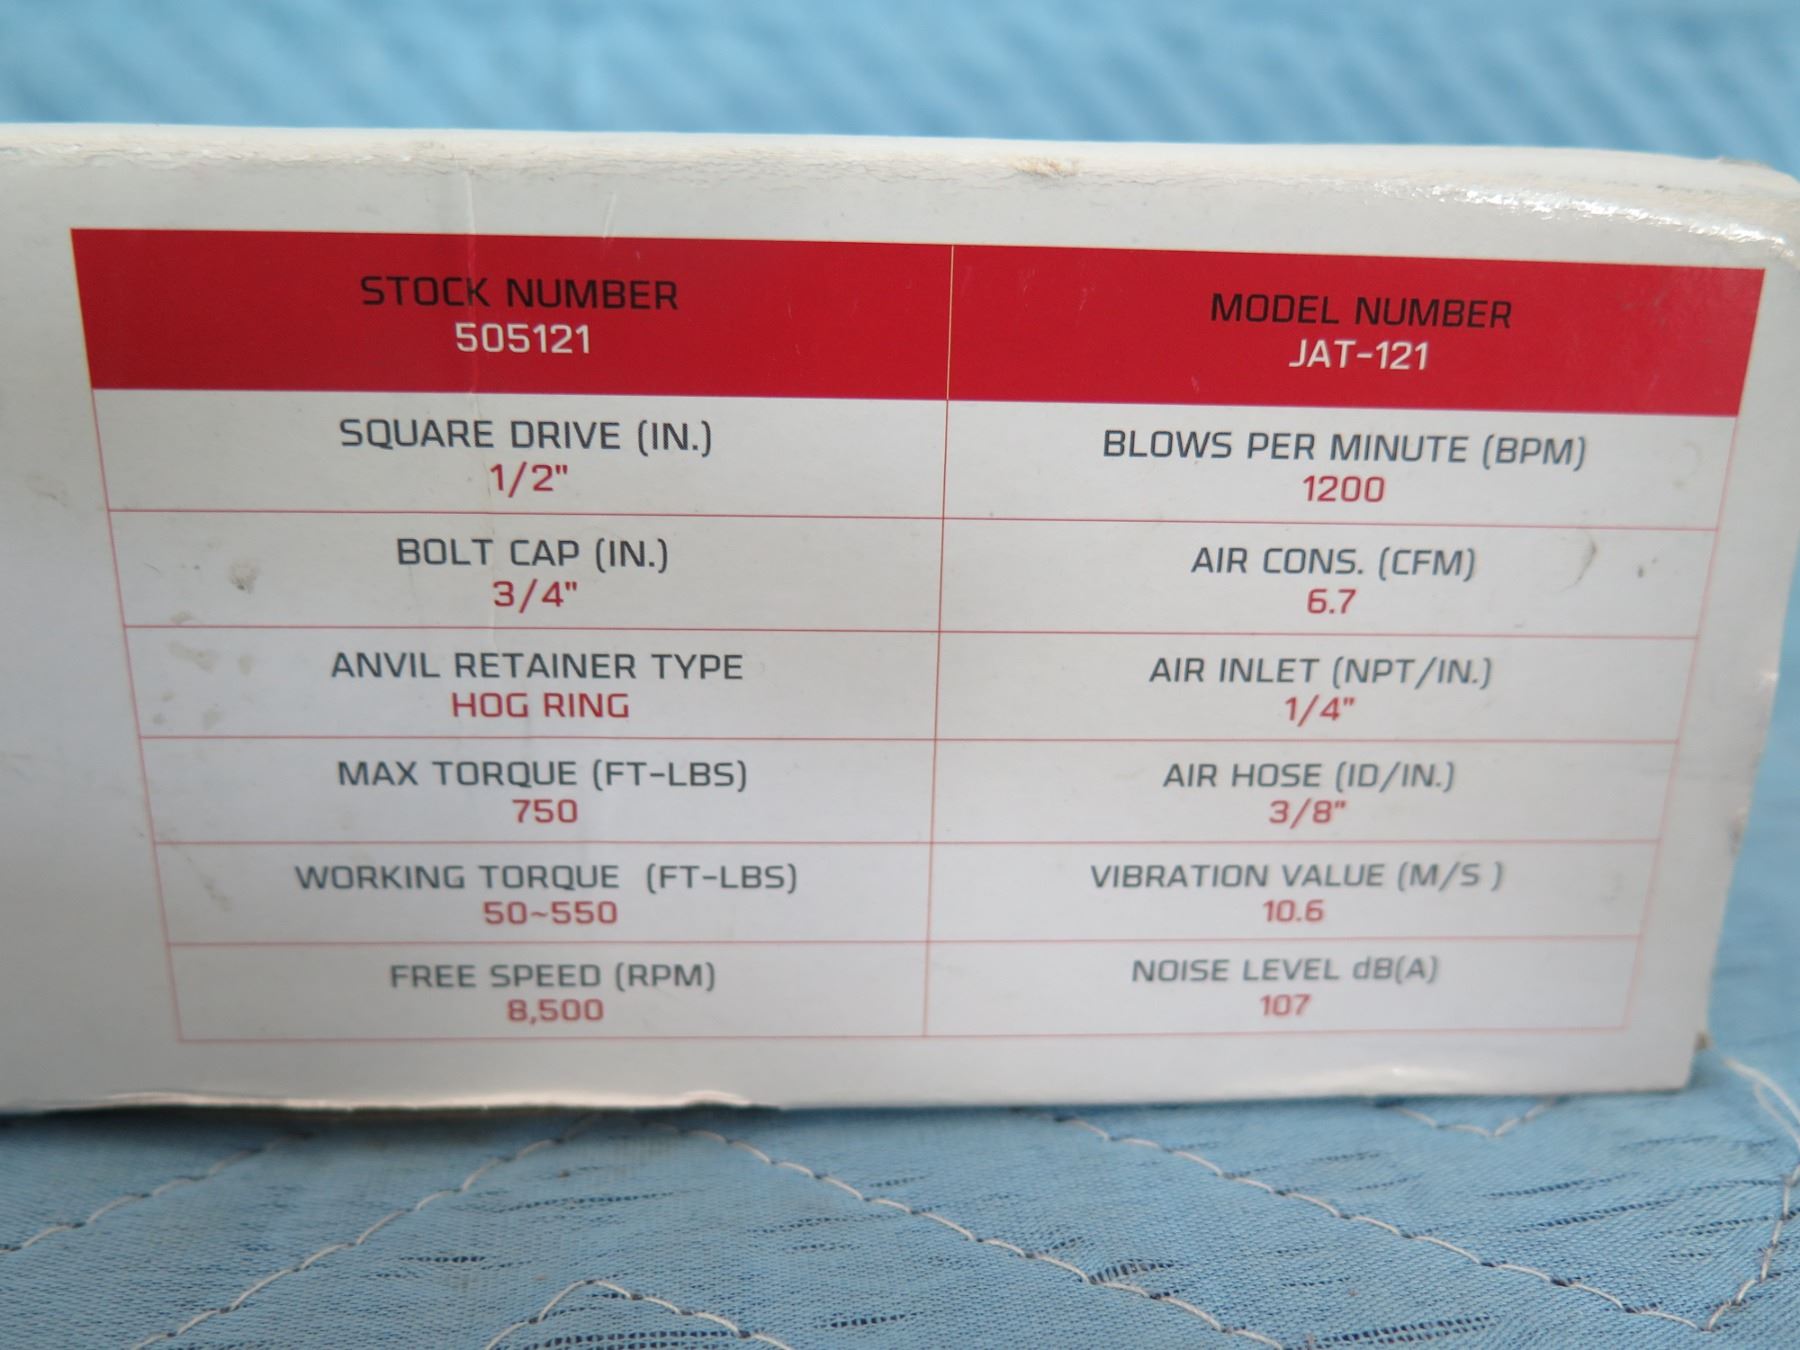 STOCK NUMBER
505121
MODEL NUMBER
JAT-121
SQUARE DRIVE (IN.)
1/2"
BLOWS PER MINUTE (BPM)
1200
BOLT CAP (IN.)
3/4"
AIR CONS. (CFM)
6.7
ANVIL RETAINER TYPE
HOG RING
AIR INLET (NPT/IN.)
1/4"
MAX TORQUE (FT-LBS)
750
AIR HOSE (ID/IN.)
3/8"
WORKING TORQUE (FT-LBS)
50~550
VIBRATION VALUE (M/S )
10.6
FREE SPEED (RPM)
8,500
NOISE LEVEL dB(A)
107